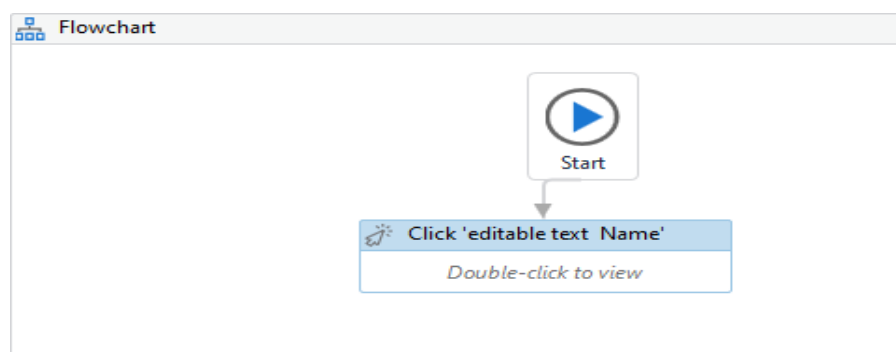 Flowchart
Start
Click 'editable text  Name'
Double-click to view